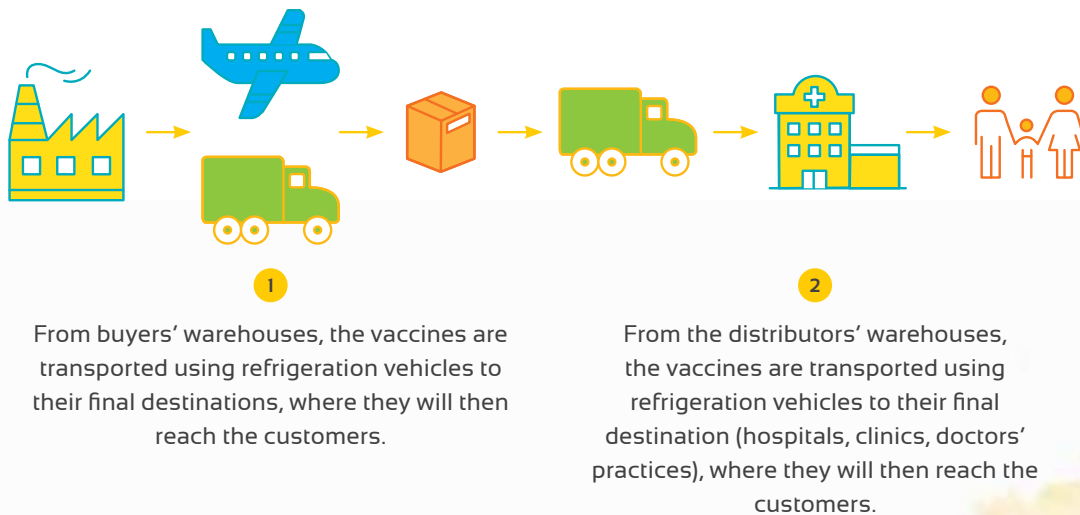 1
From buyers’ warehouses, the vaccines are
transported using refrigeration vehicles to
their final destinations, where they will then
reach the customers.
2
From the distributors’ warehouses,
the vaccines are transported using
refrigeration vehicles to their final
destination (hospitals, clinics, doctors’
practices), where they will then reach the
customers.